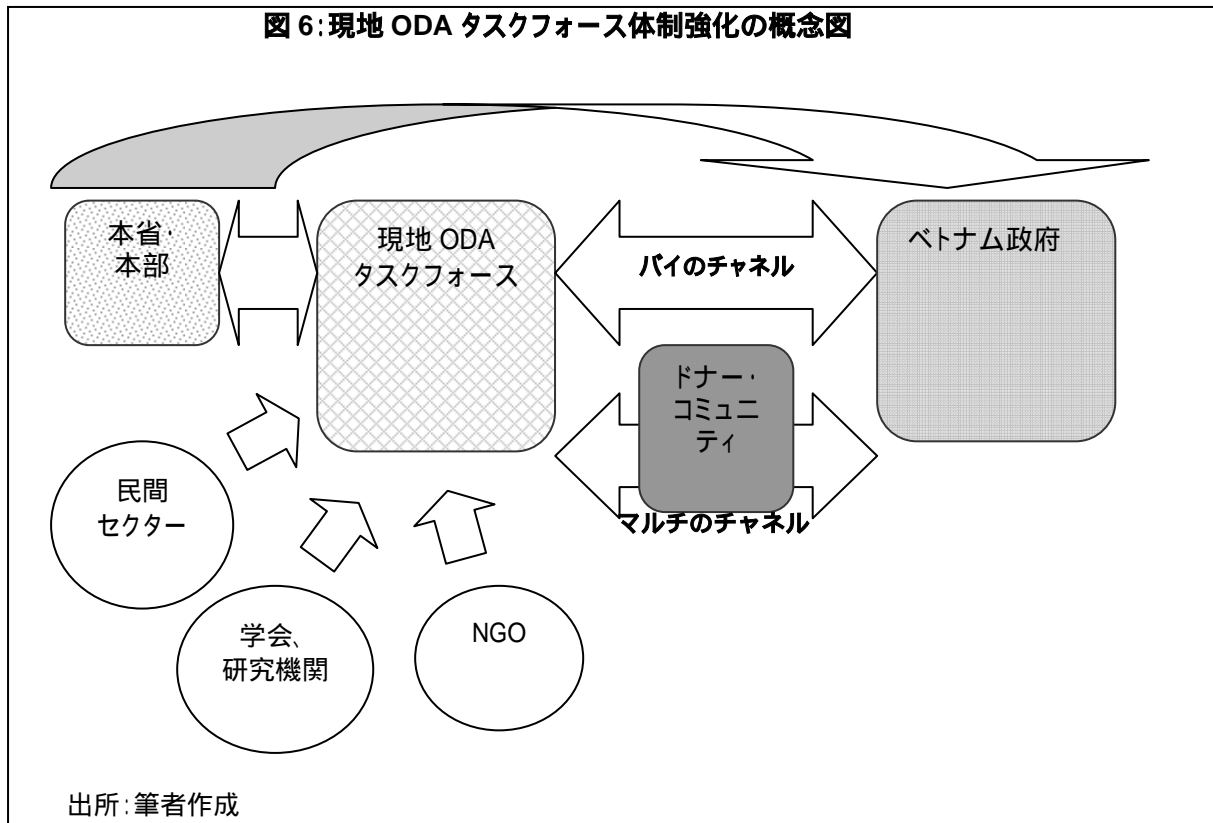 図 6:現地 ODA タスクフォース体制強化の概念図
本省・
本部
現地 ODA
タスクフォース
バイのチャネル
ベトナム政府
ドナー・
コミュニ
ティ
マルチのチャネル
民間
セクター
学会、
研究機関
NGO
出所:筆者作成